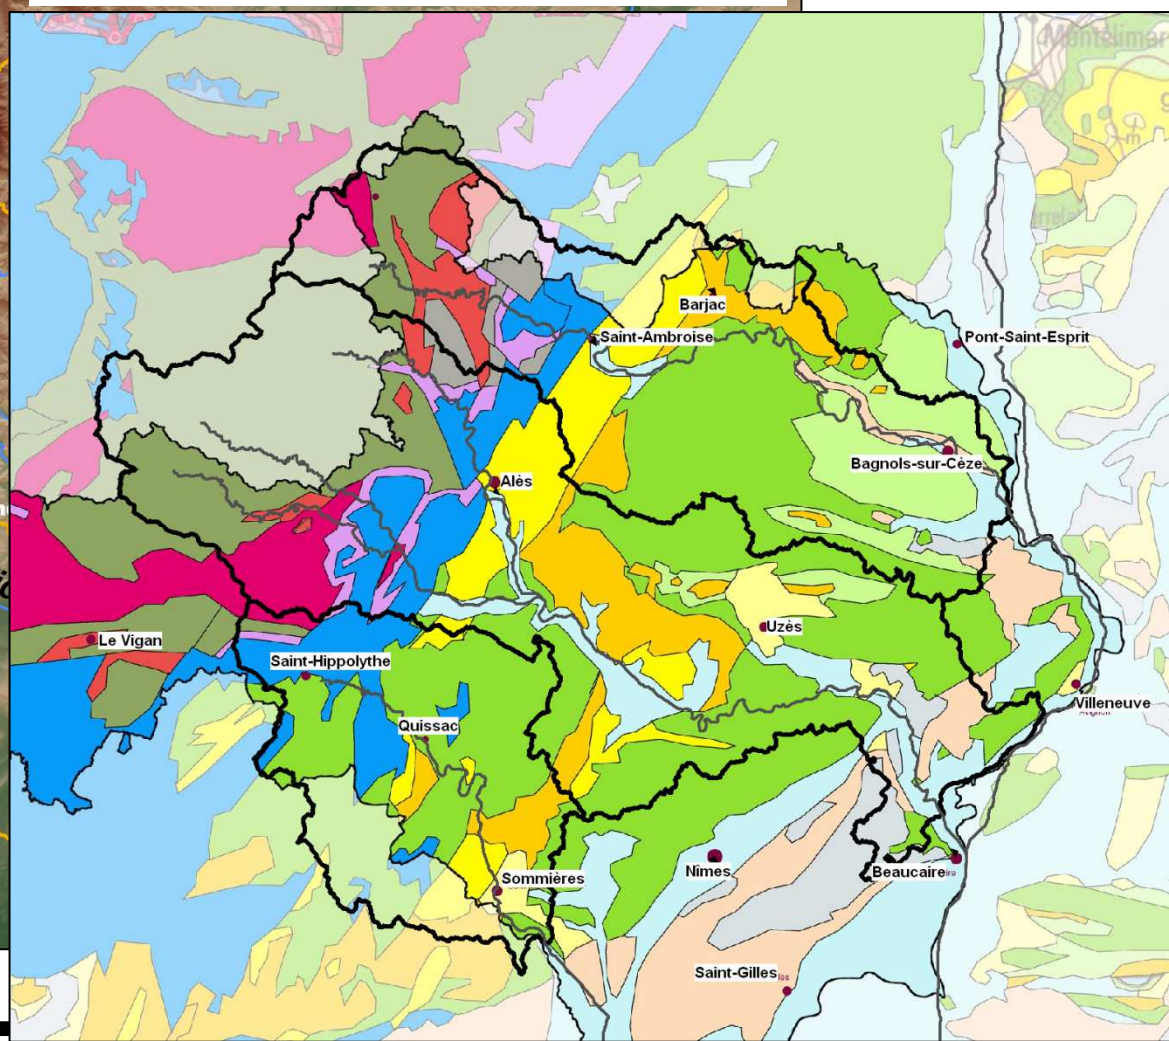 Montélimar
Barjac
Saint-Ambroise
Pont-Saint-Esprit
Bagnols-sur-Cèze
Alès
Uzès
Le Vigan
Saint-Hippolythe
Villeneuve
Quissac
Nîmes
Beaucaire
Sommières
Saint-Gilles